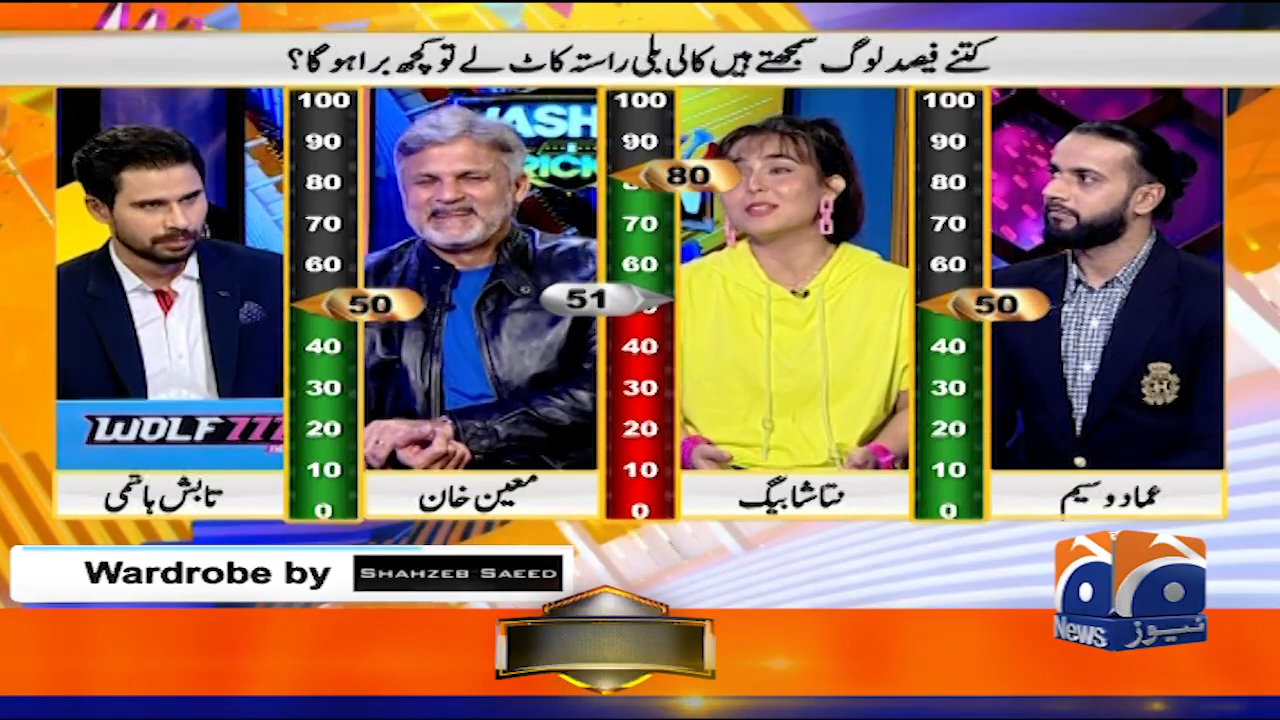 کتنے فیصد لوگ سمجھتے ہیں کالی بلی راستہ کاٹ لے تو کچھ برا ہوگا؟
JASH
CRICK
100 100 100
90 90 90
80 80
80
70 70 70
60 60 60
50 51 50
40 40 40
30 30 30
20 20 20
10 10 10
0 0 0
WOLF777
تابش ہاشمی
معین خان
نتاشا بیگ
عماد وسیم
Wardrobe by SHAHZEB SAEED
News نیوز